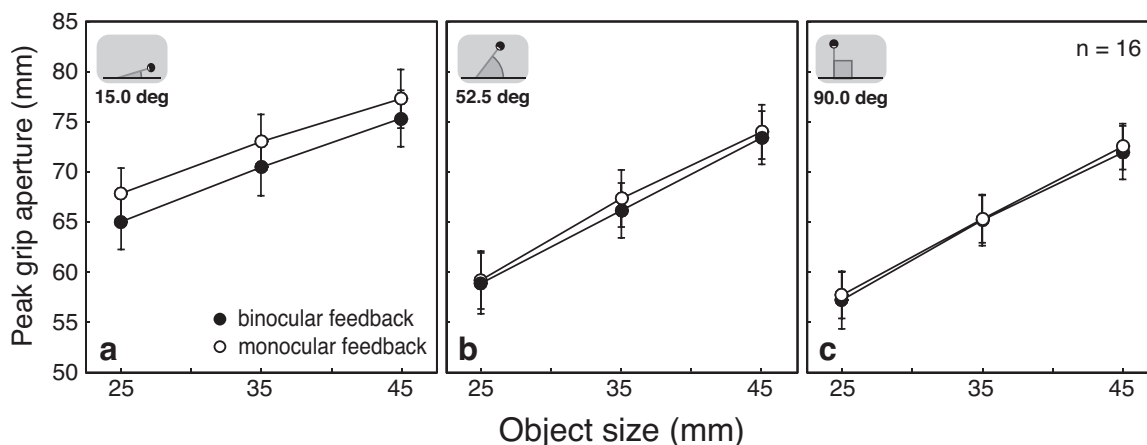 85
80
75
70
65
60
55
50
Peak grip aperture (mm)
15.0 deg
binocular feedback
monocular feedback
a
25 35 45
52.5 deg
b
25 35 45
90.0 deg
n = 16
c
25 35 45
Object size (mm)